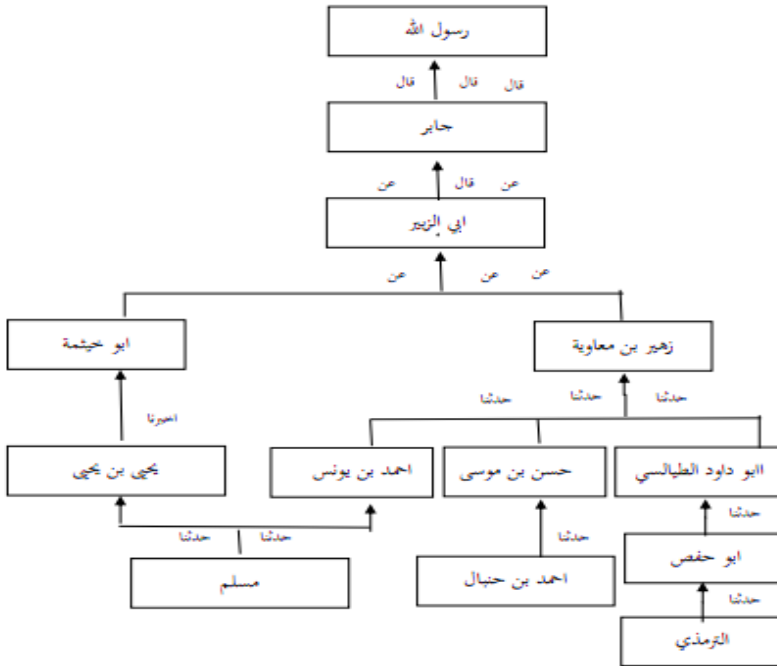 رسول الله
قال قال قال
جابر
عن قال عن
ابي الزبير
عن عن عن
زهير بن معاوية
ابو خيثمة
حدثنا حدثنا حدثنا
اخبرنا
اابو داود الطيالسي
حسن بن موسى
احمد بن يونس
يحيى بن يحيى
حدثنا حدثنا حدثنا حدثنا
ابو حفص
احمد بن حنبال
مسلم
حدثنا
الترمذي